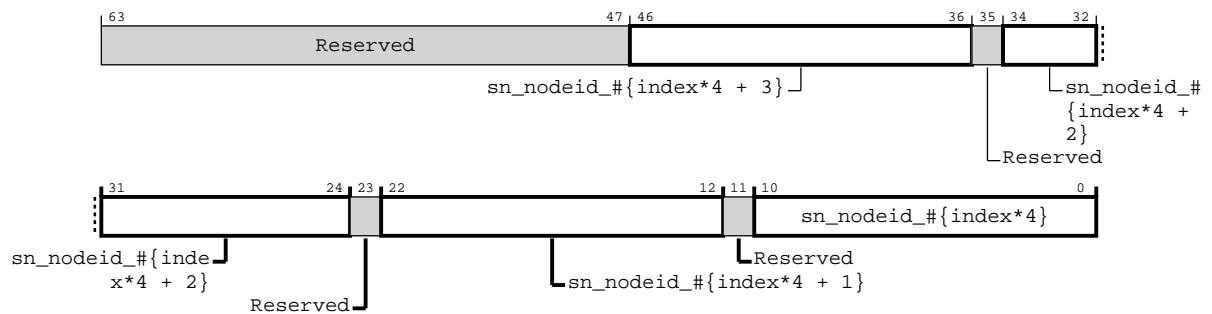 63 47 46 36 35 34 32
Reserved
sn_nodeid_#{index*4 + 3}
sn_nodeid_#
{index*4 +
2}
Reserved
31 24 23 22 12 11 10 0
sn_nodeid_#{index*4}
sn_nodeid_#{inde
x*4 + 2}
Reserved
sn_nodeid_#{index*4 + 1}
Reserved